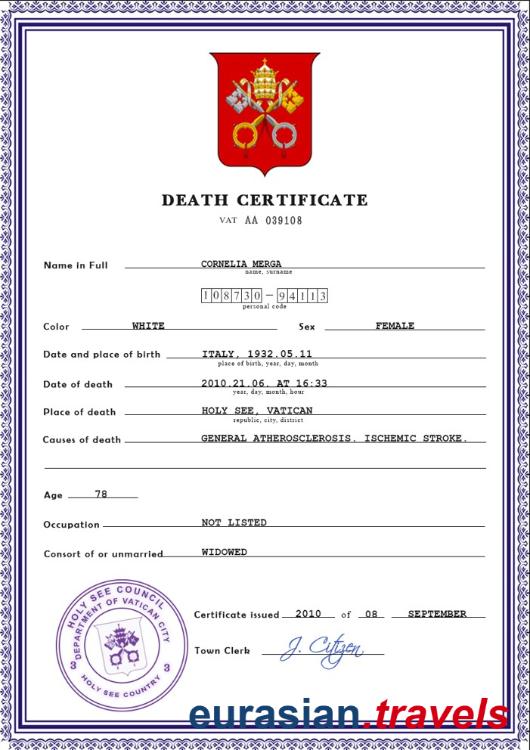 DEATH CERTIFICATE
VAT AA 039108
Name in Full CORNELIA MERGA
name, surname
108730-94113
personal code
Color WHITE Sex FEMALE
Date and place of birth ITALY, 1932.05.11
place of birth, year, day, month
Date of death 2010.21.06. AT 16:33
year, day, month, hour
Place of death HOLY SEE, VATICAN
republic, city, district
Causes of death GENERAL ATHEROSCLEROSIS. ISCHEMIC STROKE.
Age 78
Occupation NOT LISTED
Consort of or unmarried WIDOWED
HOLY SEE COUNCIL
DEPARTMENT OF VATICAN CITY
3 3
HOLY SEE COUNTRY
Certificate issued 2010 of 08 SEPTEMBER
Town Clerk J. Citizen
eurasian.travels